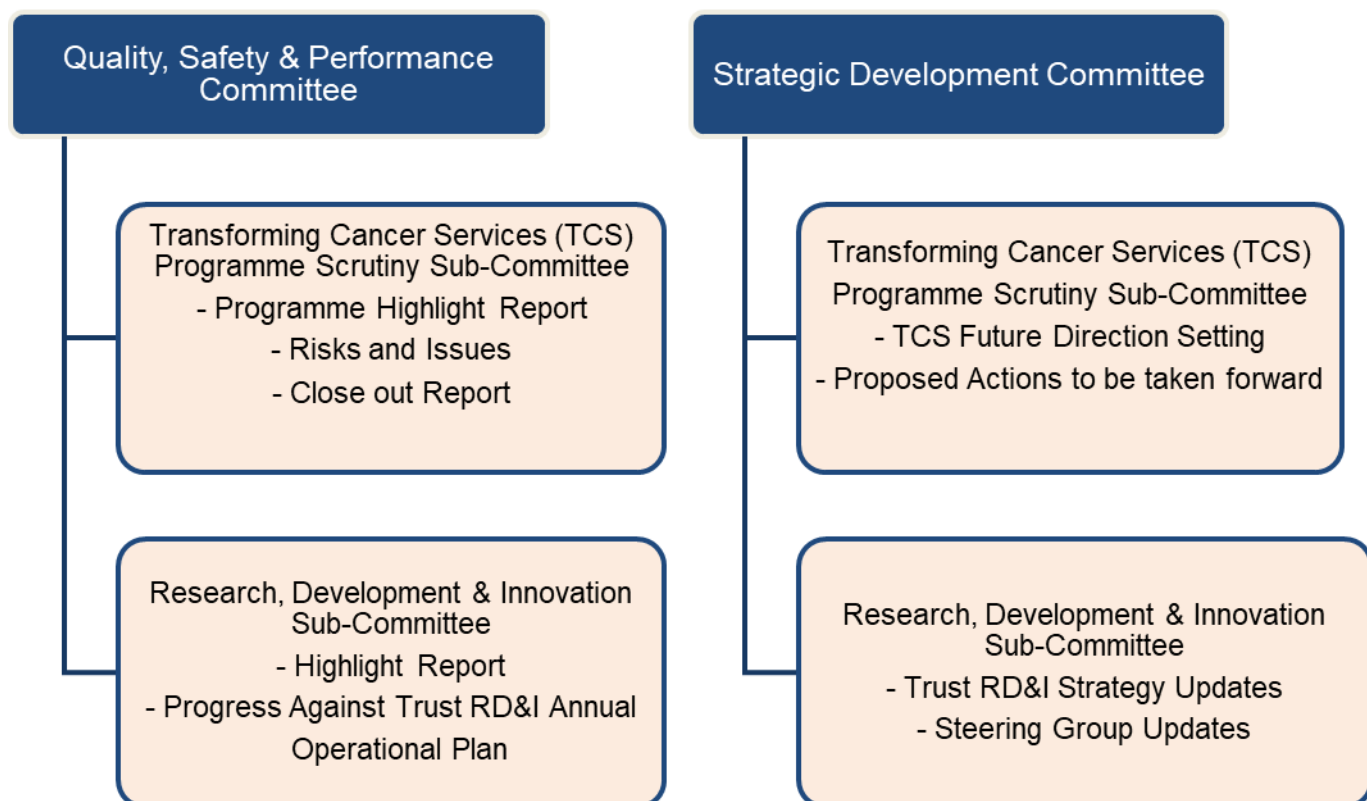 Quality, Safety & Performance
Committee
Transforming Cancer Services (TCS)
Programme Scrutiny Sub-Committee
- Programme Highlight Report
- Risks and Issues
- Close out Report
Research, Development & Innovation
Sub-Committee
- Highlight Report
- Progress Against Trust RD&I Annual
Operational Plan
Strategic Development Committee
Transforming Cancer Services (TCS)
Programme Scrutiny Sub-Committee
- TCS Future Direction Setting
- Proposed Actions to be taken forward
Research, Development & Innovation
Sub-Committee
- Trust RD&I Strategy Updates
- Steering Group Updates